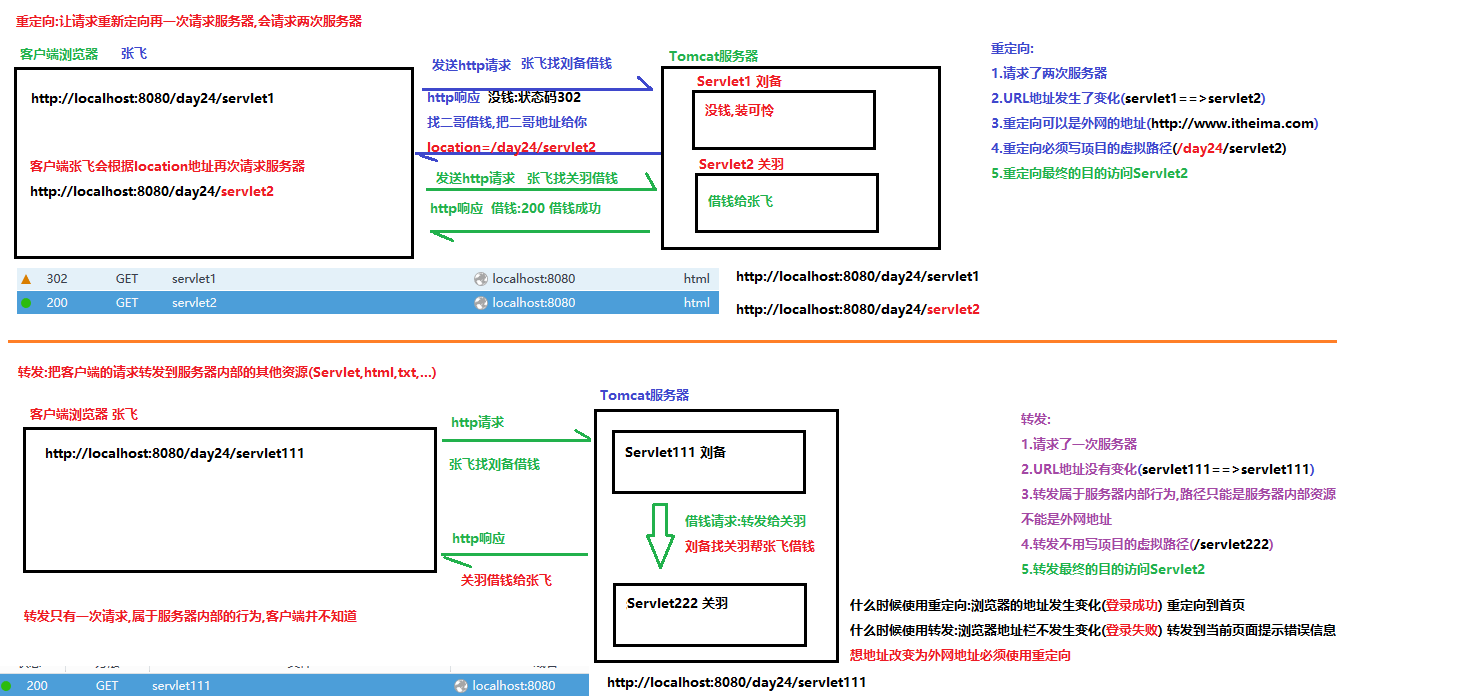 重定向:让请求重新定向再一次请求服务器,会请求两次服务器
客户端浏览器 张飞
http://localhost:8080/day24/servlet1
客户端张飞会根据location地址再次请求服务器
http://localhost:8080/day24/servlet2
发送http请求 张飞找刘备借钱
http响应 没钱:状态码302
找二哥借钱,把二哥地址给你
location=/day24/servlet2
发送http请求 张飞找关羽借钱
http响应 借钱:200 借钱成功
Tomcat服务器
Servlet1 刘备
没钱,装可怜
Servlet2 关羽
借钱给张飞
重定向:
1.请求了两次服务器
2.URL地址发生了变化(servlet1==>servlet2)
3.重定向可以是外网的地址(http://www.itheima.com)
4.重定向必须写项目的虚拟路径(/day24/servlet2)
5.重定向最终的目的访问Servlet2
302 GET servlet1 localhost:8080 html
200 GET servlet2 localhost:8080 html
http://localhost:8080/day24/servlet1
http://localhost:8080/day24/servlet2
转发:把客户端的请求转发到服务器内部的其他资源(Servlet,html,txt,...)
客户端浏览器 张飞
http://localhost:8080/day24/servlet111
http请求
张飞找刘备借钱
http响应
关羽借钱给张飞
转发只有一次请求,属于服务器内部的行为,客户端并不知道
Tomcat服务器
Servlet111 刘备
借钱请求:转发给关羽
刘备找关羽帮张飞借钱
Servlet222 关羽
转发:
1.请求了一次服务器
2.URL地址没有变化(servlet111==>servlet111)
3.转发属于服务器内部行为,路径只能是服务器内部资源
不能是外网地址
4.转发不用写项目的虚拟路径(/servlet222)
5.转发最终的目的访问Servlet2
什么时候使用重定向:浏览器的地址发生变化(登录成功) 重定向到首页
什么时候使用转发:浏览器地址栏不发生变化(登录失败) 转发到当前页面提示错误信息
想地址改变为外网地址必须使用重定向
200 GET servlet111 localhost:8080
http://localhost:8080/day24/servlet111